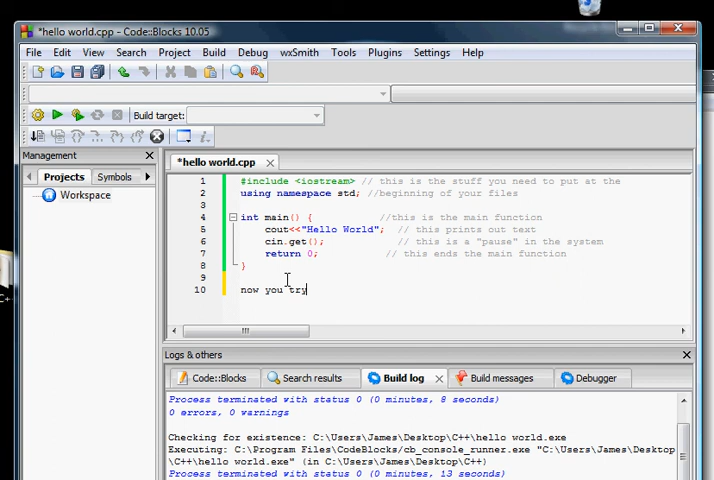 *hello world.cpp - Code::Blocks 10.05
File Edit View Search Project Build Debug wxSmith Tools Plugins Settings Help
Build target:
Management
*hello world.cpp
Projects Symbols
Workspace
1 #include <iostream> // this is the stuff you need to put at the
2 using namespace std; //beginning of your files
3
4 int main() { //this is the main function
5 cout<<"Hello World"; // this prints out text
6 cin.get(); // this is a "pause" in the system
7 return 0; // this ends the main function
8 }
9
10 now you try
Logs & others
Code::Blocks Search results Build log Build messages Debugger
Process terminated with status 0 (0 minutes, 8 seconds)
0 errors, 0 warnings
Checking for existence: C:\Users\James\Desktop\C++\hello world.exe
Executing: C:\Program Files\CodeBlocks/cb_console_runner.exe "C:\Users\James\Desktop
\C++\hello world.exe" (in C:\Users\James\Desktop\C++\)
Process terminated with status 0 (0 minutes, 13 seconds)